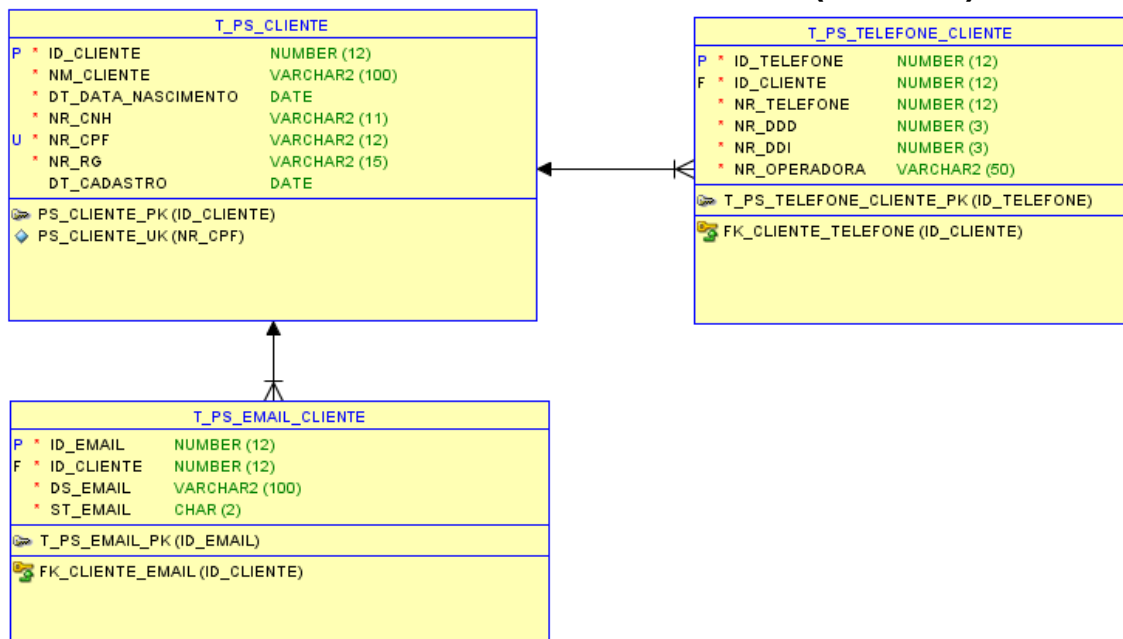 T_PS_CLIENTE
P * ID_CLIENTE NUMBER (12)
* NM_CLIENTE VARCHAR2 (100)
* DT_DATA_NASCIMENTO DATE
* NR_CNH VARCHAR2 (11)
U * NR_CPF VARCHAR2 (12)
* NR_RG VARCHAR2 (15)
DT_CADASTRO DATE
PS_CLIENTE_PK (ID_CLIENTE)
PS_CLIENTE_UK (NR_CPF)
T_PS_TELEFONE_CLIENTE
P * ID_TELEFONE NUMBER (12)
F * ID_CLIENTE NUMBER (12)
* NR_TELEFONE NUMBER (12)
* NR_DDD NUMBER (3)
* NR_DDI NUMBER (3)
* NR_OPERADORA VARCHAR2 (50)
T_PS_TELEFONE_CLIENTE_PK (ID_TELEFONE)
FK_CLIENTE_TELEFONE (ID_CLIENTE)
T_PS_EMAIL_CLIENTE
P * ID_EMAIL NUMBER (12)
F * ID_CLIENTE NUMBER (12)
* DS_EMAIL VARCHAR2 (100)
* ST_EMAIL CHAR (2)
T_PS_EMAIL_PK (ID_EMAIL)
FK_CLIENTE_EMAIL (ID_CLIENTE)